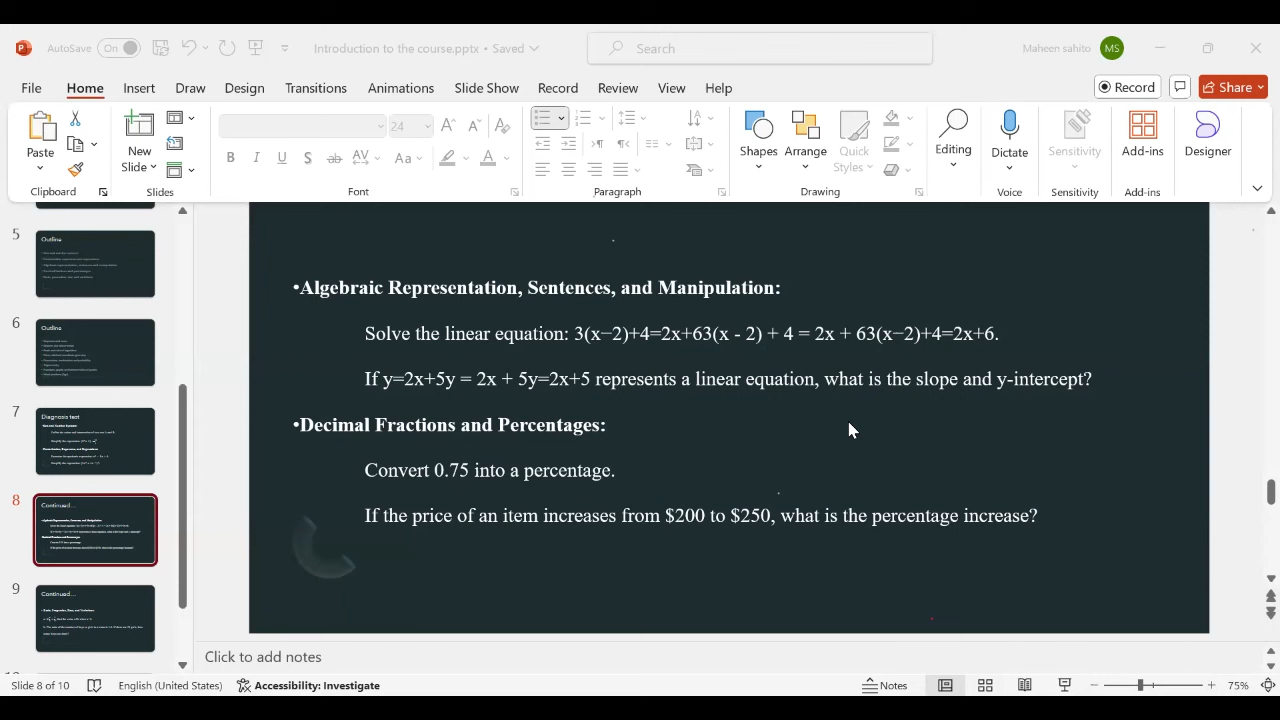 AutoSave On Introduction to the course.pptx • Saved Search Maheen sahito MS
File Home Insert Draw Design Transitions Animations Slide Show Record Review View Help Record Share
Paste New Slide 24 B I U S ab AV Aa Shapes Arrange Quick Styles Editing Dictate Sensitivity Add-ins Designer
Clipboard Slides Font Paragraph Drawing Voice Sensitivity Add-ins
5
Outline
6
Outline
7
Diagnosis test
8
Continued...
9
Continued...
•Algebraic Representation, Sentences, and Manipulation:
Solve the linear equation: 3(x−2)+4=2x+63(x - 2) + 4 = 2x + 63(x−2)+4=2x+6.
If y=2x+5y = 2x + 5y=2x+5 represents a linear equation, what is the slope and y-intercept?
•Decimal Fractions and Percentages:
Convert 0.75 into a percentage.
If the price of an item increases from $200 to $250, what is the percentage increase?
Click to add notes
Slide 8 of 10 English (United States) Accessibility: Investigate Notes 75%